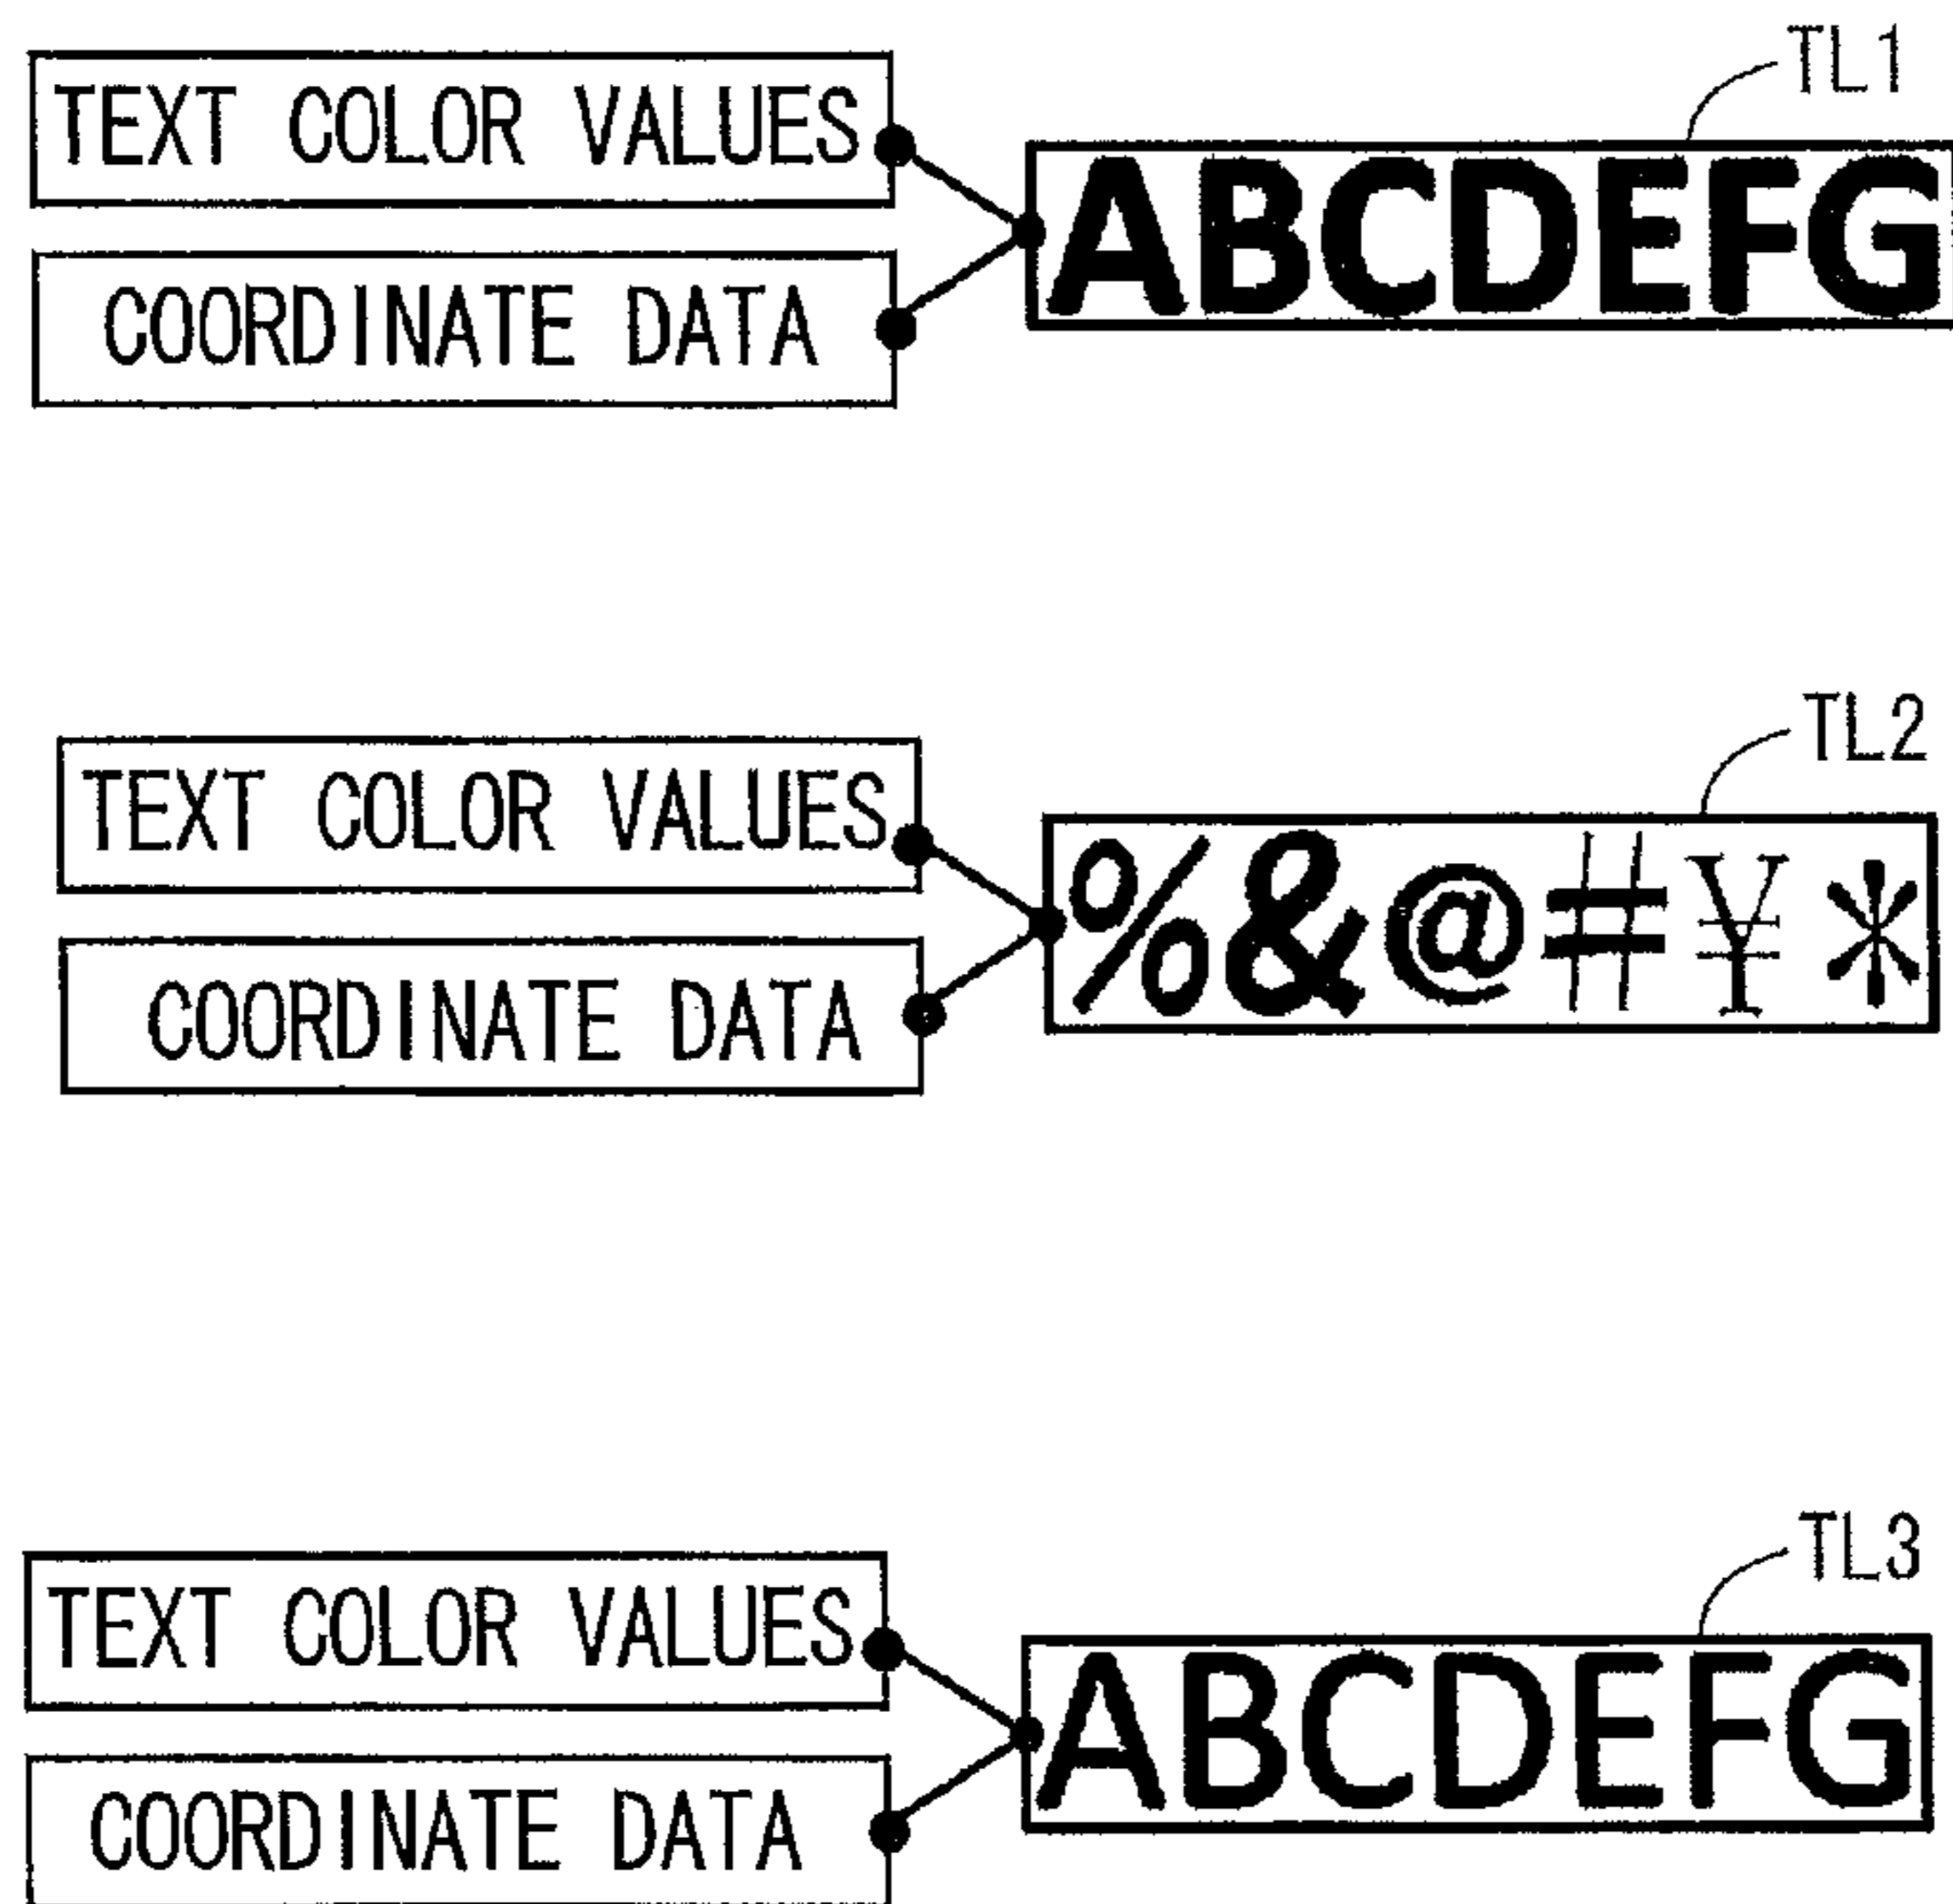 TL1
TEXT COLOR VALUES
ABCDEFG
COORDINATE DATA
TL2
TEXT COLOR VALUES
%&@#¥*
COORDINATE DATA
TL3
TEXT COLOR VALUES
ABCDEFG
COORDINATE DATA